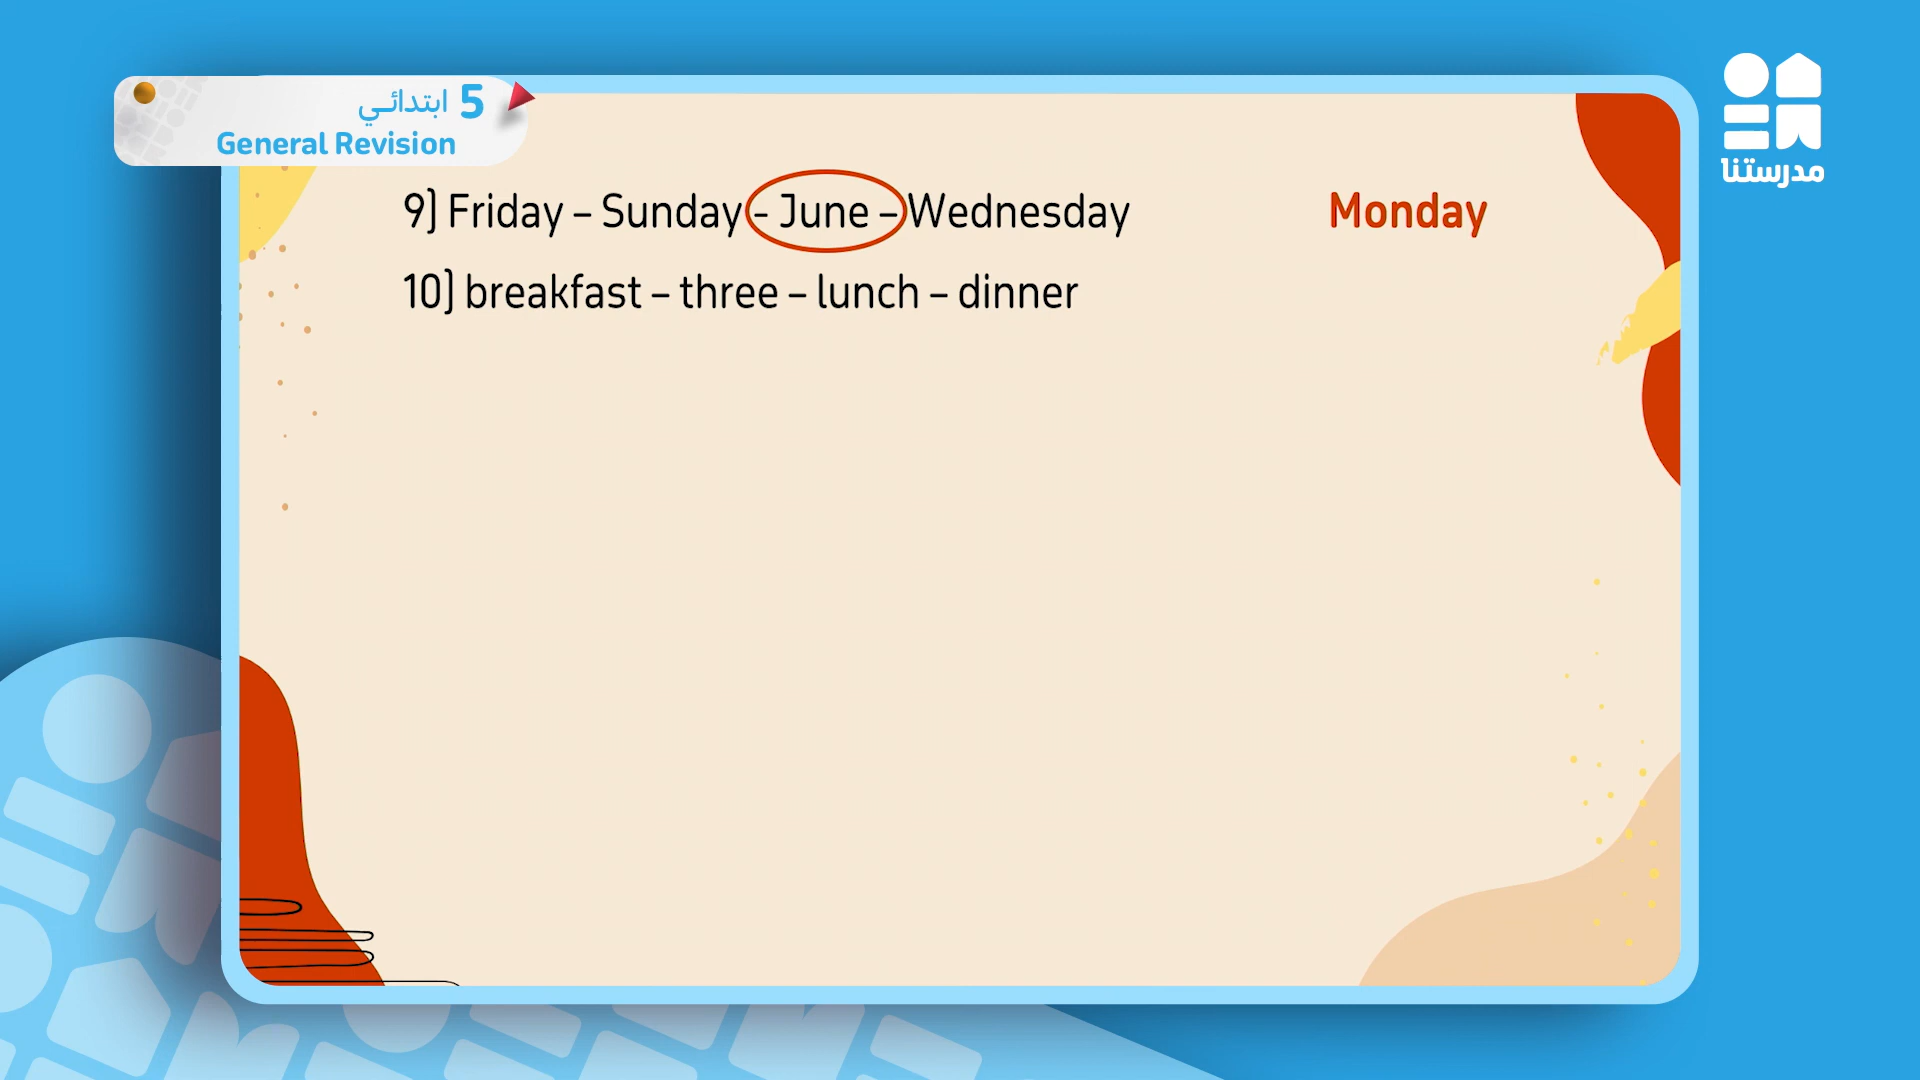 5 ابتدائي
General Revision
مدرستنا
9) Friday – Sunday - June – Wednesday Monday
10) breakfast – three – lunch – dinner